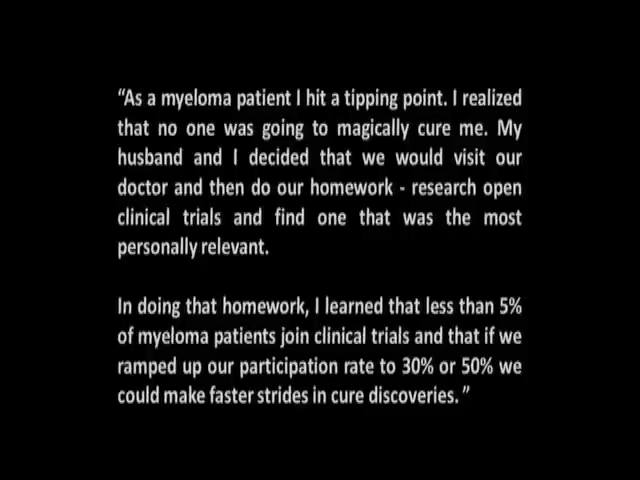 “As a myeloma patient I hit a tipping point. I realized
that no one was going to magically cure me. My
husband and I decided that we would visit our
doctor and then do our homework - research open
clinical trials and find one that was the most
personally relevant.
In doing that homework, I learned that less than 5%
of myeloma patients join clinical trials and that if we
ramped up our participation rate to 30% or 50% we
could make faster strides in cure discoveries. ”